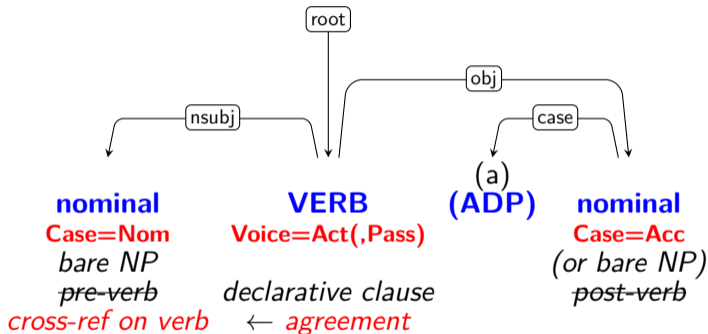 root
obj
nsubj
case
(a)
nominal VERB (ADP) nominal
Case=Nom Voice=Act(,Pass) Case=Acc
bare NP (or bare NP)
pre-verb declarative clause post-verb
cross-ref on verb ← agreement